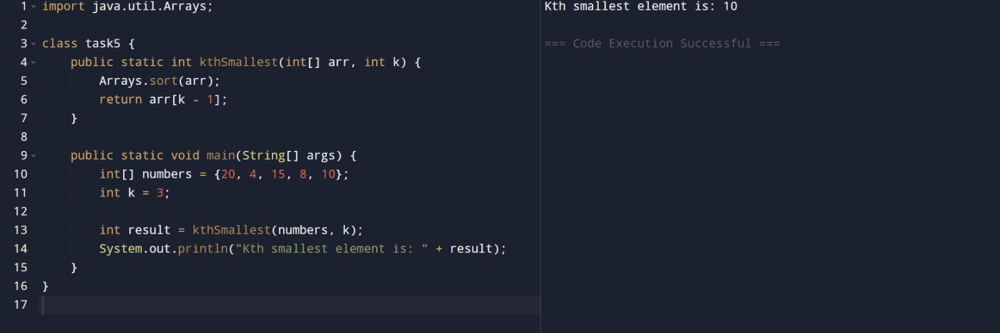 1 import java.util.Arrays;
2
3 class task5 {
4     public static int kthSmallest(int[] arr, int k) {
5         Arrays.sort(arr);
6         return arr[k - 1];
7     }
8
9     public static void main(String[] args) {
10         int[] numbers = {20, 4, 15, 8, 10};
11         int k = 3;
12
13         int result = kthSmallest(numbers, k);
14         System.out.println("Kth smallest element is: " + result);
15     }
16 }
17
Kth smallest element is: 10
=== Code Execution Successful ===